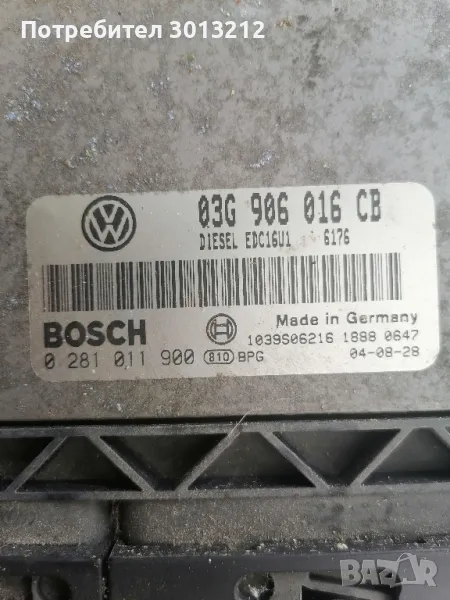 Потребител 3013212
03G 906 016 CB
DIESEL EDC16U1 6176
BOSCH
Made in Germany
1039S06216 1888 0647
0 281 011 900 810 BPG 04-08-28
BAZAR